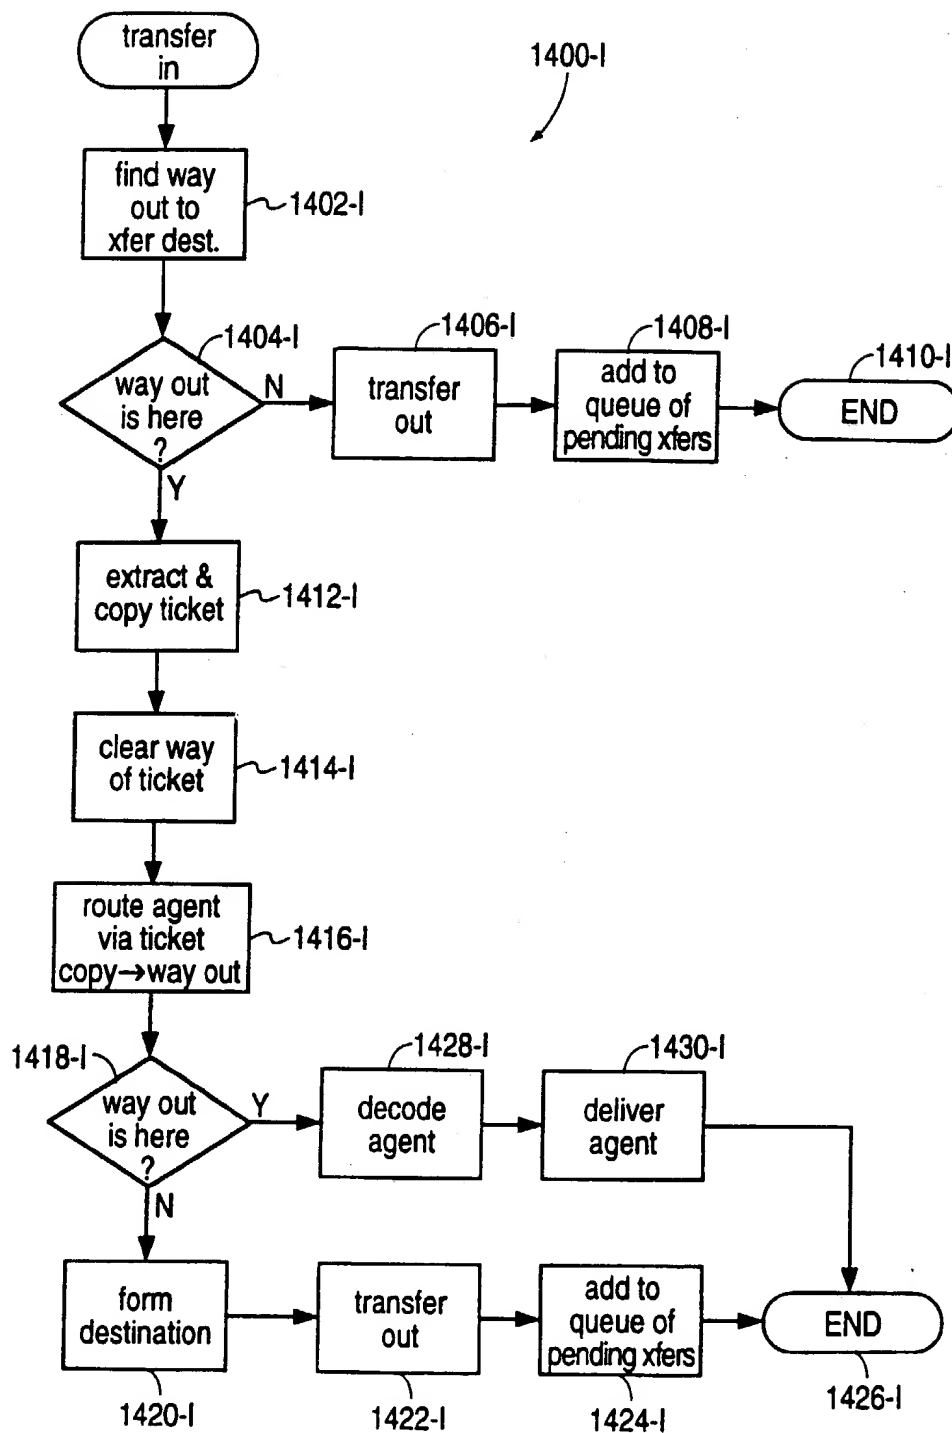 transfer
in
1400-I
find way
out to
xfer dest.
1402-I
1404-I
way out
is here
?
N
Y
1406-I
transfer
out
1408-I
add to
queue of
pending xfers
1410-I
END
extract &
copy ticket
1412-I
clear way
of ticket
1414-I
route agent
via ticket
copy→way out
1416-I
1418-I
way out
is here
?
Y
N
1428-I
decode
agent
1430-I
deliver
agent
form
destination
1420-I
transfer
out
1422-I
add to
queue of
pending xfers
1424-I
END
1426-I